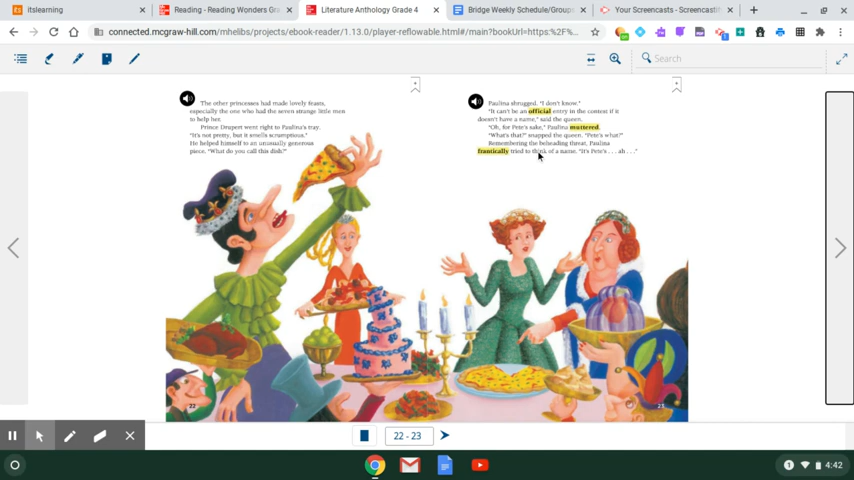 itslearning
Reading - Reading Wonders Gra
Literature Anthology Grade 4
Bridge Weekly Schedule/Groups
Your Screencasts - Screencastify
connected.mcgraw-hill.com/mhelibs/projects/ebook-reader/1.13.0/player-reflowable.html#/main?bookUrl=https:%2F%...
Search
The other princesses had made lovely feasts,
especially the one who had the seven strange little men
to help her.
Prince Drupert went right to Paulina's tray.
"It's not pretty, but it smells scrumptious."
He helped himself to an unusually generous
piece. "What do you call this dish?"
Paulina shrugged. "I don't know."
"It can't be an official entry in the contest if it
doesn't have a name," said the queen.
"Oh, for Pete's sake," Paulina muttered.
"What's that?" snapped the queen. "Pete's what?"
Remembering the beheading threat, Paulina
frantically tried to think of a name. "It's Pete's . . . ah . . ."
22
23
22 - 23
1
4:42